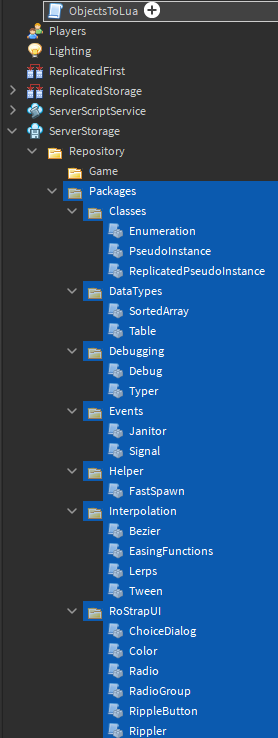 ObjectsToLua
Players
Lighting
ReplicatedFirst
ReplicatedStorage
ServerScriptService
ServerStorage
Repository
Game
Packages
Classes
Enumeration
PseudoInstance
ReplicatedPseudoInstance
DataTypes
SortedArray
Table
Debugging
Debug
Typer
Events
Janitor
Signal
Helper
FastSpawn
Interpolation
Bezier
EasingFunctions
Lerps
Tween
RoStrapUI
ChoiceDialog
Color
Radio
RadioGroup
RippleButton
Rippler